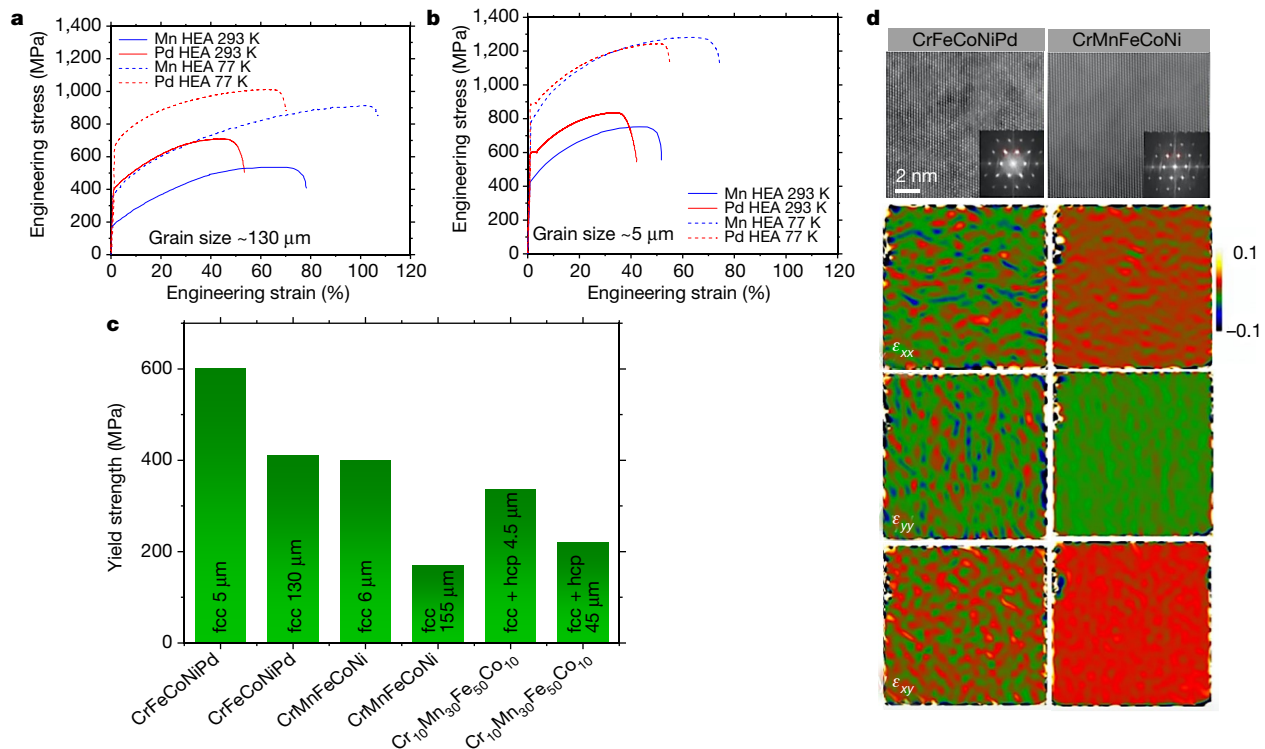 a
Engineering stress (MPa)
1,400
1,200
1,000
800
600
400
200
0
Mn HEA 293 K
Pd HEA 293 K
Mn HEA 77 K
Pd HEA 77 K
Grain size ~130 μm
0 20 40 60 80 100 120
Engineering strain (%)
b
Engineering stress (MPa)
1,400
1,200
1,000
800
600
400
200
0
Mn HEA 293 K
Pd HEA 293 K
Mn HEA 77 K
Pd HEA 77 K
Grain size ~5 μm
0 20 40 60 80 100 120
Engineering strain (%)
c
Yield strength (MPa)
600
400
200
0
fcc 5 μm
fcc 130 μm
fcc 6 μm
fcc
155 μm
fcc + hcp 4.5 μm
fcc + hcp
45 μm
CrFeCoNiPd
CrFeCoNiPd
CrMnFeCoNi
CrMnFeCoNi
Cr₁₀Mn₃₀Fe₅₀Co₁₀
Cr₁₀Mn₃₀Fe₅₀Co₁₀
d
CrFeCoNiPd
CrMnFeCoNi
2 nm
0.1
–0.1
εxx
εyy
εxy